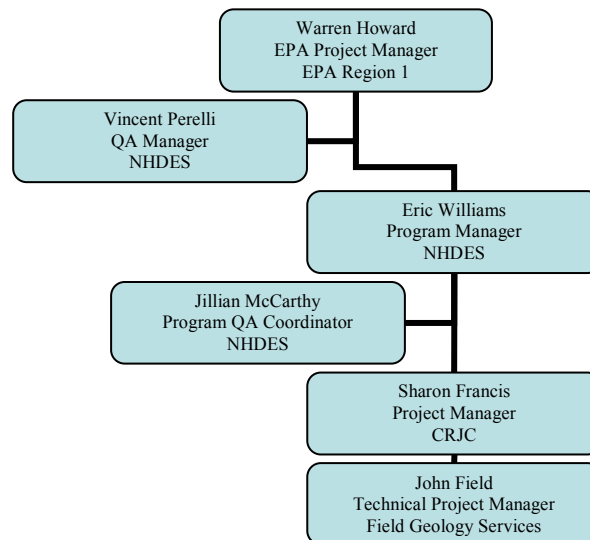 Warren Howard
EPA Project Manager
EPA Region 1
Vincent Perelli
QA Manager
NHDES
Eric Williams
Program Manager
NHDES
Jillian McCarthy
Program QA Coordinator
NHDES
Sharon Francis
Project Manager
CRJC
John Field
Technical Project Manager
Field Geology Services